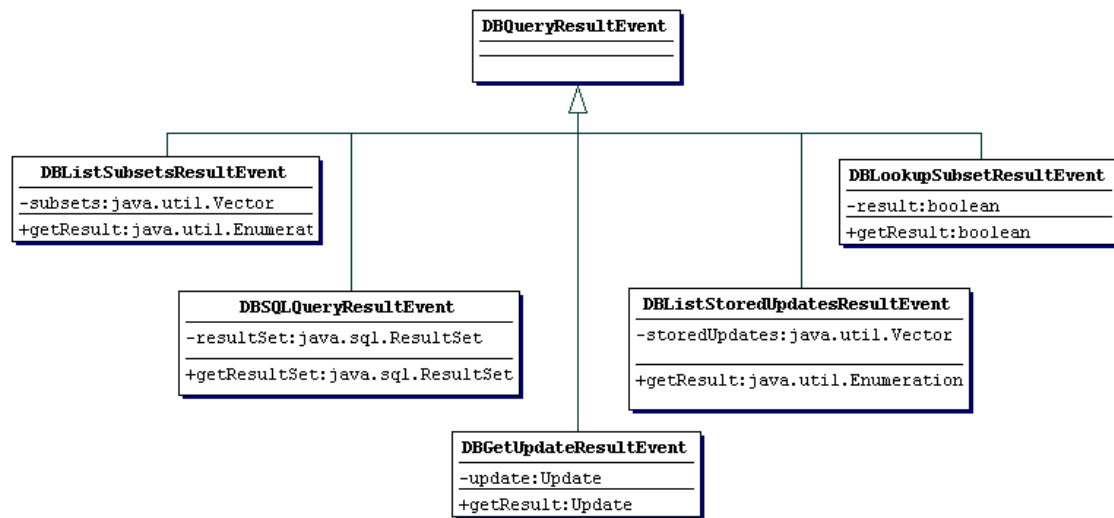 DBQueryResultEvent
DBListSubsetsResultEvent
-subsets:java.util.Vector
+getResult:java.util.Enumerat
DBLookupSubsetResultEvent
-result:boolean
+getResult:boolean
DBSQLQueryResultEvent
-resultSet:java.sql.ResultSet
+getResultSet:java.sql.ResultSet
DBListStoredUpdatesResultEvent
-storedUpdates:java.util.Vector
+getResult:java.util.Enumeration
DBGetUpdateResultEvent
-update:Update
+getResult:Update